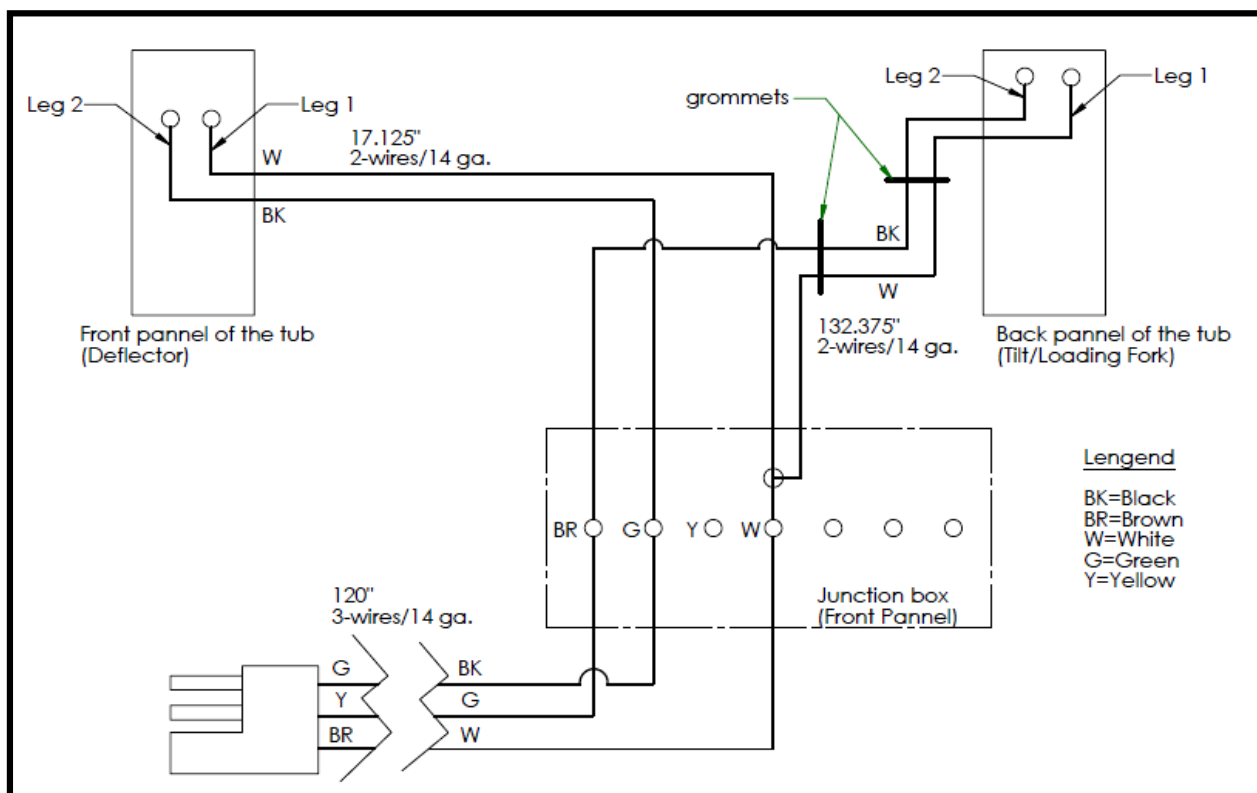 Leg 2
Leg 1
17.125"
2-wires/14 ga.
W
BK
Front pannel of the tub
(Deflector)
grommets
Leg 2
Leg 1
BK
W
132.375"
2-wires/14 ga.
Back pannel of the tub
(Tilt/Loading Fork)
Lengend
BK=Black
BR=Brown
W=White
G=Green
Y=Yellow
BR
G
Y
W
Junction box
(Front Pannel)
120"
3-wires/14 ga.
G
BK
Y
G
BR
W